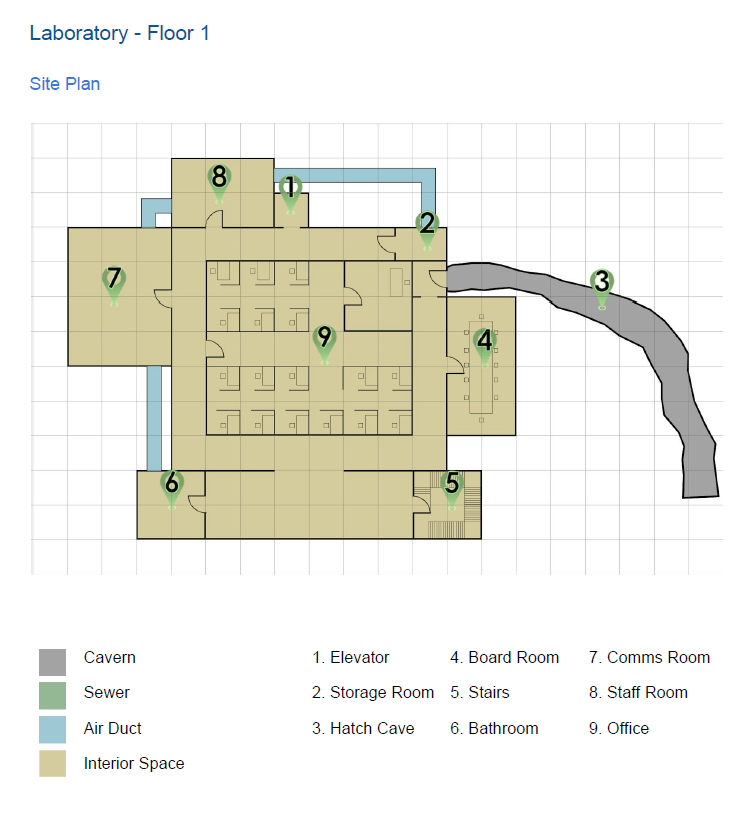 Laboratory - Floor 1
Site Plan
8
1
2
7
3
9
4
6
5
Cavern
Sewer
Air Duct
Interior Space
1. Elevator
2. Storage Room
3. Hatch Cave
4. Board Room
5. Stairs
6. Bathroom
7. Comms Room
8. Staff Room
9. Office